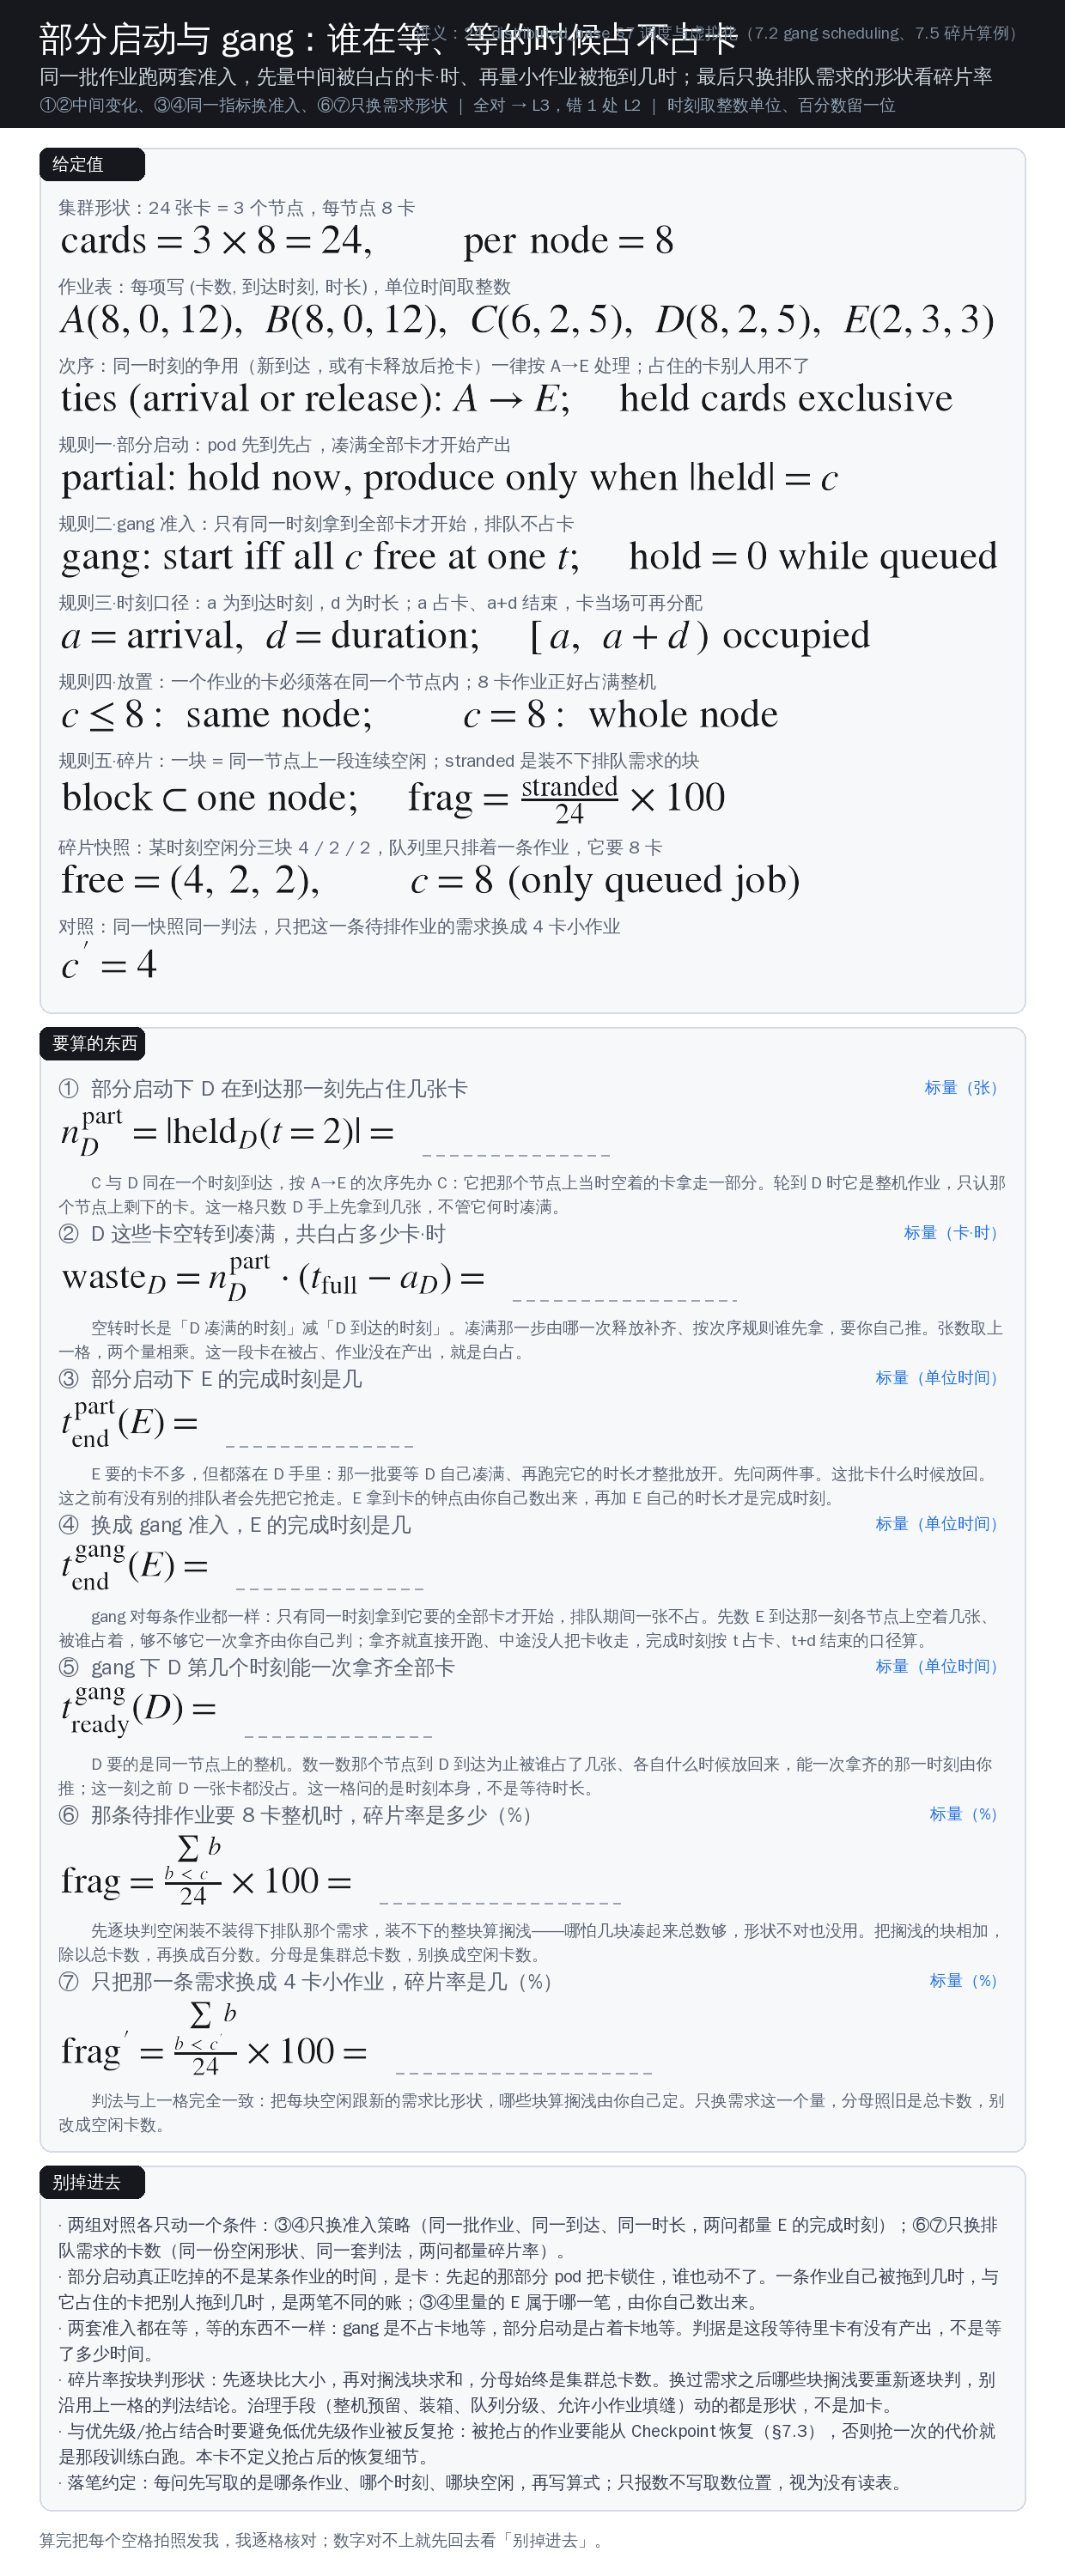 部分启动与 gang：谁在等、等的时候占不占卡
（7.2 gang scheduling、7.5 碎片算例）
同一批作业跑两套准入，先量中间被白占的卡·时、再量小作业被拖到几时；最后只换排队需求的形状看碎片率
①②中间变化、③④同一指标换准入、⑥⑦只换需求形状 ｜ 全对 → L3，错 1 处 L2 ｜ 时刻取整数单位、百分数留一位
给定值
集群形状：24 张卡 = 3 个节点，每节点 8 卡
cards = 3 × 8 = 24, per node = 8
作业表：每项写 (卡数, 到达时刻, 时长)，单位时间取整数
A(8, 0, 12), B(8, 0, 12), C(6, 2, 5), D(8, 2, 5), E(2, 3, 3)
次序：同一时刻的争用（新到达，或有卡释放后抢卡）一律按 A→E 处理；占住的卡别人用不了
ties (arrival or release): A → E; held cards exclusive
规则一·部分启动：pod 先到先占，凑满全部卡才开始产出
partial: hold now, produce only when |held| = c
规则二·gang 准入：只有同一时刻拿到全部卡才开始，排队不占卡
gang: start iff all c free at one t; hold = 0 while queued
规则三·时刻口径：a 为到达时刻，d 为时长；a 占卡、a+d 结束，卡当场可再分配
a = arrival, d = duration; [ a, a + d ) occupied
规则四·放置：一个作业的卡必须落在同一个节点内；8 卡作业正好占满整机
c ≤ 8 : same node; c = 8 : whole node
规则五·碎片：一块 = 同一节点上一段连续空闲；stranded 是装不下排队需求的块
block ⊂ one node; frag = stranded/24 × 100
碎片快照：某时刻空闲分三块 4 / 2 / 2，队列里只排着一条作业，它要 8 卡
free = (4, 2, 2), c = 8 (only queued job)
对照：同一快照同一判法，只把这一条待排作业的需求换成 4 卡小作业
c′ = 4
要算的东西
① 部分启动下 D 在到达那一刻先占住几张卡 标量（张）
n_D^part = |held_D(t = 2)| =
C 与 D 同在一个时刻到达，按 A→E 的次序先办 C：它把那个节点上当时空着的卡拿走一部分。轮到 D 时它是整机作业，只认那
个节点上剩下的卡。这一格只数 D 手上先拿到几张，不管它何时凑满。
② D 这些卡空转到凑满，共白占多少卡·时 标量（卡·时）
waste_D = n_D^part · (t_full − a_D) =
空转时长是「D 凑满的时刻」减「D 到达的时刻」。凑满那一步由哪一次释放补齐、按次序规则谁先拿，要你自己推。张数取上
一格，两个量相乘。这一段卡在被占、作业没在产出，就是白占。
③ 部分启动下 E 的完成时刻是几 标量（单位时间）
t_end^part(E) =
E 要的卡不多，但都落在 D 手里：那一批要等 D 自己凑满、再跑完它的时长才整批放开。先问两件事。这批卡什么时候放回。
这之前有没有别的排队者会先把它抢走。E 拿到卡的钟点由你自己数出来，再加 E 自己的时长才是完成时刻。
④ 换成 gang 准入，E 的完成时刻是几 标量（单位时间）
t_end^gang(E) =
gang 对每条作业都一样：只有同一时刻拿到它要的全部卡才开始，排队期间一张不占。先数 E 到达那一刻各节点上空着几张、
被谁占着，够不够它一次拿齐由你自己判；拿齐就直接开跑、中途没人把卡收走，完成时刻按 t 占卡、t+d 结束的口径算。
⑤ gang 下 D 第几个时刻能一次拿齐全部卡 标量（单位时间）
t_ready^gang(D) =
D 要的是同一节点上的整机。数一数那个节点到 D 到达为止被谁占了几张、各自什么时候放回来，能一次拿齐的那一时刻由你
推；这一刻之前 D 一张卡都没占。这一格问的是时刻本身，不是等待时长。
⑥ 那条待排作业要 8 卡整机时，碎片率是多少（%） 标量（%）
frag = ∑_{b < c} b/24 × 100 =
先逐块判空闲装不装得下排队那个需求，装不下的整块算搁浅——哪怕几块凑起来总数够，形状不对也没用。把搁浅的块相加，
除以总卡数，再换成百分数。分母是集群总卡数，别换成空闲卡数。
⑦ 只把那一条需求换成 4 卡小作业，碎片率是几（%） 标量（%）
frag′ = ∑_{b < c′} b/24 × 100 =
判法与上一格完全一致：把每块空闲跟新的需求比形状，哪些块算搁浅由你自己定。只换需求这一个量，分母照旧是总卡数，别
改成空闲卡数。
别掉进去
· 两组对照各只动一个条件：③④只换准入策略（同一批作业、同一到达、同一时长，两问都量 E 的完成时刻）；⑥⑦只换排
队需求的卡数（同一份空闲形状、同一套判法，两问都量碎片率）。
· 部分启动真正吃掉的不是某条作业的时间，是卡：先起的那部分 pod 把卡锁住，谁也动不了。一条作业自己被拖到几时，与
它占住的卡把别人拖到几时，是两笔不同的账；③④里量的 E 属于哪一笔，由你自己数出来。
· 两套准入都在等，等的东西不一样：gang 是不占卡地等，部分启动是占着卡地等。判据是这段等待里卡有没有产出，不是等
了多少时间。
· 碎片率按块判形状：先逐块比大小，再对搁浅块求和，分母始终是集群总卡数。换过需求之后哪些块搁浅要重新逐块判，别
沿用上一格的判法结论。治理手段（整机预留、装箱、队列分级、允许小作业填缝）动的都是形状，不是加卡。
· 与优先级/抢占结合时要避免低优先级作业被反复抢：被抢占的作业要能从 Checkpoint 恢复（§7.3），否则抢一次的代价就
是那段训练白跑。本卡不定义抢占后的恢复细节。
· 落笔约定：每问先写取的是哪条作业、哪个时刻、哪块空闲，再写算式；只报数不写取数位置，视为没有读表。
算完把每个空格拍照发我，我逐格核对；数字对不上就先回去看「别掉进去」。